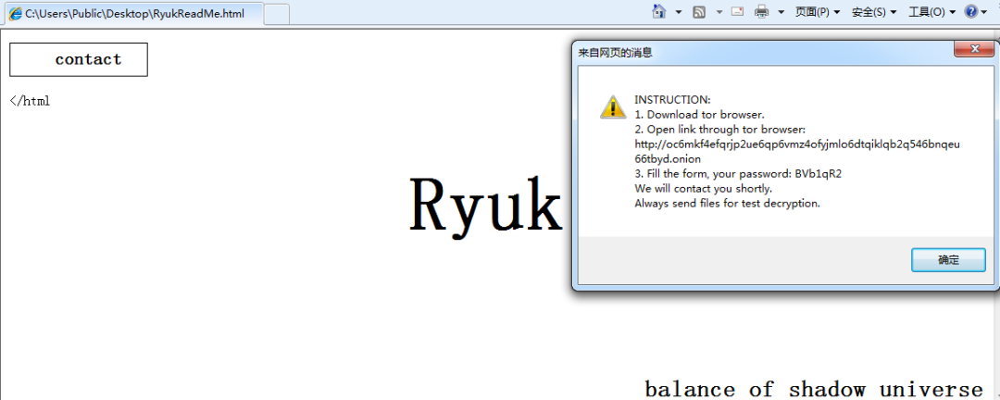 C:\Users\Public\Desktop\RyukReadMe.html
页面(P) 安全(S) 工具(O)
contact
</html
来自网页的消息
INSTRUCTION:
1. Download tor browser.
2. Open link through tor browser:
http://oc6mkf4efqrjp2ue6qp6vmz4ofyjmlo6dtqiklqb2q546bnqeu
66tbyd.onion
3. Fill the form, your password: BVb1qR2
We will contact you shortly.
Always send files for test decryption.
确定
Ryuk
balance of shadow universe